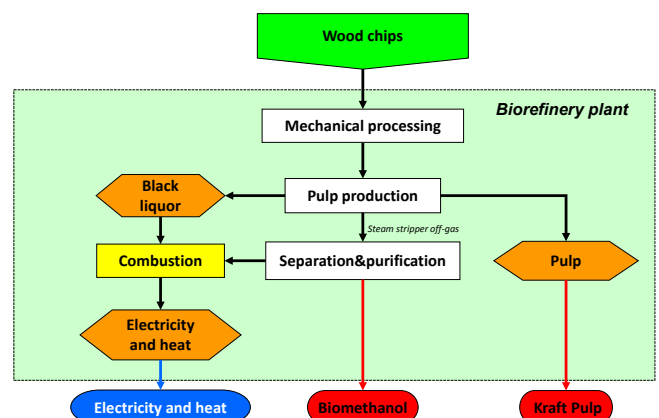 Wood chips
Biorefinery plant
Mechanical processing
Black
liquor
Pulp production
Steam stripper off-gas
Combustion
Separation&purification
Pulp
Electricity
and heat
Electricity and heat
Biomethanol
Kraft Pulp